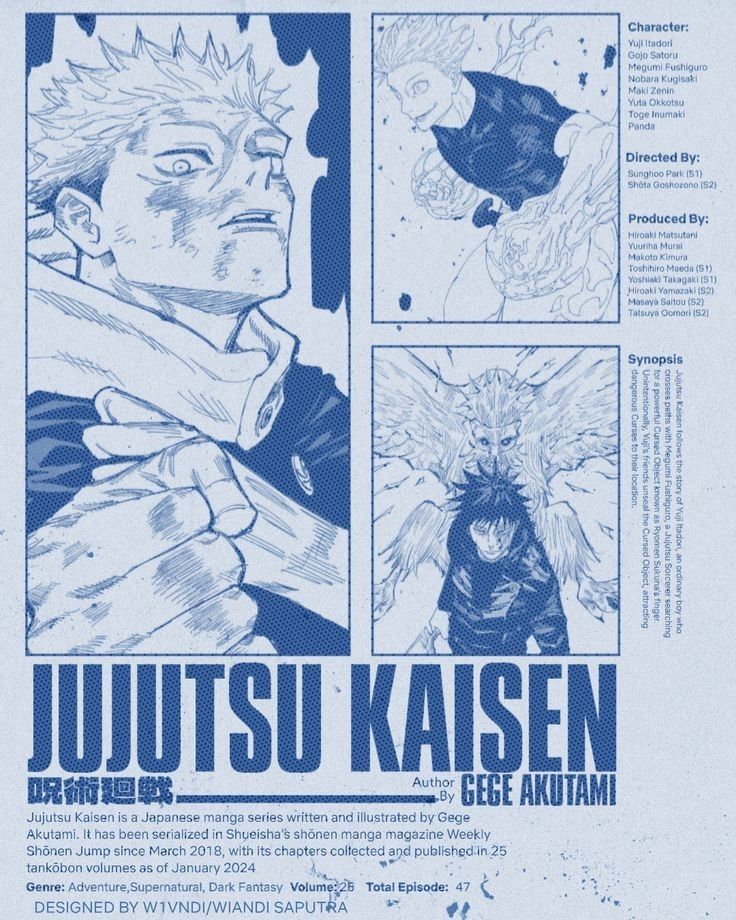 Character:
Yuji Itadori
Gojo Satoru
Megumi Fushiguro
Nobara Kugisaki
Maki Zenin
Yuta Okkotsu
Toge Inumaki
Panda
Directed By:
Sunghoo Park (S1)
Shōta Goshozono (S2)
Produced By:
Hiroaki Matsutani
Yuuriha Murai
Makoto Kimura
Toshihiro Maeda (S1)
Yoshiaki Takagaki (S1)
Hiroaki Yamazaki (S2)
Masaya Saitou (S2)
Tatsuya Oomori (S2)
Synopsis
Jujutsu Kaisen follows the story of Yuji Itadori, an ordinary boy who
crosses paths with Megumi Fushiguro, a Jujutsu Sorcerer searching
for a powerful Cursed Object known as Ryomen Sukuna's finger.
Unintentionally, Yuji's friends unseal the Cursed Object, attracting
dangerous Curses to their location.
JUJUTSU KAISEN
呪術廻戦
Author
By GEGE AKUTAMI
Jujutsu Kaisen is a Japanese manga series written and illustrated by Gege
Akutami. It has been serialized in Shueisha's shōnen manga magazine Weekly
Shōnen Jump since March 2018, with its chapters collected and published in 25
tankōbon volumes as of January 2024
Genre: Adventure,Supernatural, Dark Fantasy Volume: 25 Total Episode: 47
DESIGNED BY W1VNDI/WIANDI SAPUTRA